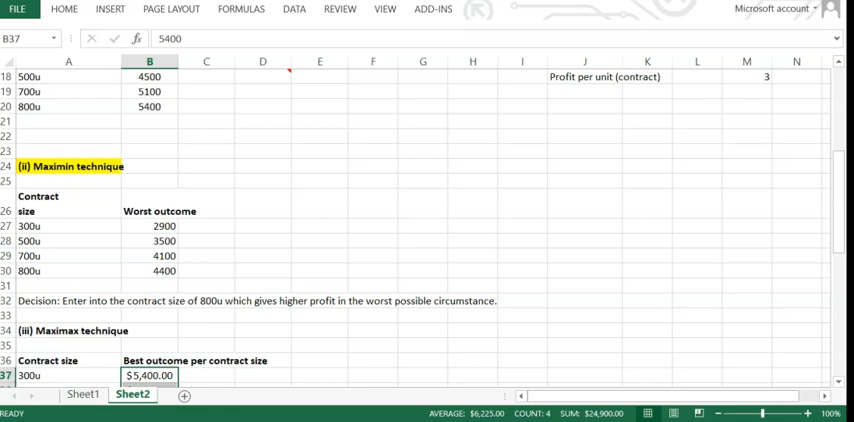 FILE HOME INSERT PAGE LAYOUT FORMULAS DATA REVIEW VIEW ADD-INS Microsoft account
B37 fx 5400
A B C D E F G H I J K L M N
18 500u 4500 Profit per unit (contract) 3
19 700u 5100
20 800u 5400
21
22
23
24 (ii) Maximin technique
25
Contract
26 size Worst outcome
27 300u 2900
28 500u 3500
29 700u 4100
30 800u 4400
31
32 Decision: Enter into the contract size of 800u which gives higher profit in the worst possible circumstance.
33
34 (iii) Maximax technique
35
36 Contract size Best outcome per contract size
37 300u $5,400.00
Sheet1 Sheet2
READY AVERAGE: $6,225.00 COUNT: 4 SUM: $24,900.00 100%